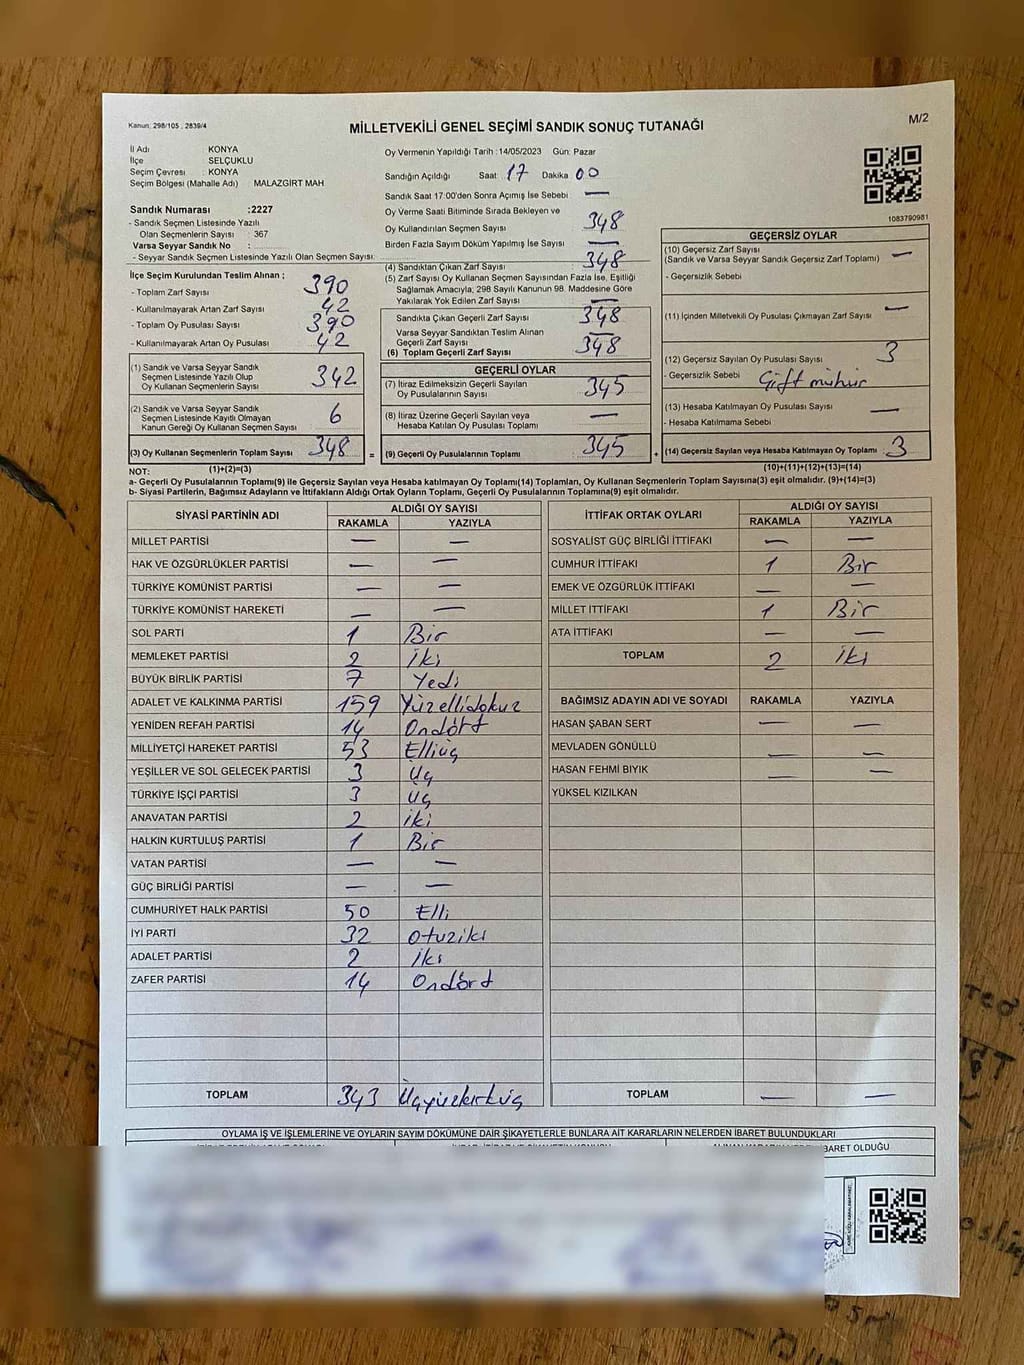 Kanun: 298/105 , 2839/4
MİLLETVEKİLİ GENEL SEÇİMİ SANDIK SONUÇ TUTANAĞI
M/2
İl Adı KONYA
İlçe SELÇUKLU
Seçim Çevresi : KONYA
Seçim Bölgesi (Mahalle Adı) MALAZGİRT MAH
Sandık Numarası :2227
- Sandık Seçmen Listesinde Yazılı
Olan Seçmenlerin Sayısı : 367
Varsa Seyyar Sandık No :
- Seyyar Sandık Seçmen Listesinde Yazılı Olan Seçmen Sayısı:
Oy Vermenin Yapıldığı Tarih :14/05/2023 Gün: Pazar
Sandığın Açıldığı Saat : 17 Dakika 00
Sandık Saat 17:00'den Sonra Açımış İse Sebebi —
Oy Verme Saati Bitiminde Sırada Bekleyen ve
Oy Kullandırılan Seçmen Sayısı 348
Birden Fazla Sayım Döküm Yapılmış İse Sayısı —
1083790981
İlçe Seçim Kurulundan Teslim Alınan ;
- Toplam Zarf Sayısı 390
- Kullanılmayarak Artan Zarf Sayısı 42
- Toplam Oy Pusulası Sayısı 390
- Kullanılmayarak Artan Oy Pusulası 42
(1) Sandık ve Varsa Seyyar Sandık
Seçmen Listesinde Yazılı Olup
Oy Kullanan Seçmenlerin Sayısı 342
(2) Sandık ve Varsa Seyyar Sandık
Seçmen Listesinde Kayıtlı Olmayan
Kanun Gereği Oy Kullanan Seçmen Sayısı 6
(3) Oy Kullanan Seçmenlerin Toplam Sayısı 348 =
(4) Sandıktan Çıkan Zarf Sayısı 348
(5) Zarf Sayısı Oy Kullanan Seçmen Sayısından Fazla İse, Eşitliği
Sağlamak Amacıyla; 298 Sayılı Kanunun 98. Maddesine Göre
Yakılarak Yok Edilen Zarf Sayısı —
Sandıkta Çıkan Geçerli Zarf Sayısı 348
Varsa Seyyar Sandıktan Teslim Alınan
Geçerli Zarf Sayısı —
(6) Toplam Geçerli Zarf Sayısı 348
GEÇERLİ OYLAR
(7) İtiraz Edilmeksizin Geçerli Sayılan
Oy Pusulalarının Sayısı 345
(8) İtiraz Üzerine Geçerli Sayılan veya
Hesaba Katılan Oy Pusulası Toplamı —
(9) Geçerli Oy Pusulalarının Toplamı 345 +
GEÇERSİZ OYLAR
(10) Geçersiz Zarf Sayısı
(Sandık ve Varsa Seyyar Sandık Geçersiz Zarf Toplamı) —
- Geçersizlik Sebebi
(11) İçinden Milletvekili Oy Pusulası Çıkmayan Zarf Sayısı —
(12) Geçersiz Sayılan Oy Pusulası Sayısı 3
- Geçersizlik Sebebi Çift mühür
(13) Hesaba Katılmayan Oy Pusulası Sayısı —
- Hesaba Katılmama Sebebi
(14) Geçersiz Sayılan veya Hesaba Katılmayan Oy Toplamı 3
NOT: (1)+(2)=(3) (10)+(11)+(12)+(13)=(14)
a- Geçerli Oy Pusulalarının Toplamı(9) ile Geçersiz Sayılan veya Hesaba katılmayan Oy Toplamı(14) Toplamları, Oy Kullanan Seçmenlerin Toplam Sayısına(3) eşit olmalıdır. (9)+(14)=(3)
b- Siyasi Partilerin, Bağımsız Adayların ve İttifakların Aldığı Ortak Oyların Toplamı, Geçerli Oy Pusulalarının Toplamına(9) eşit olmalıdır.
SİYASİ PARTİNİN ADI ALDIĞI OY SAYISI
RAKAMLA YAZIYLA
MİLLET PARTİSİ — —
HAK VE ÖZGÜRLÜKLER PARTİSİ — —
TÜRKİYE KOMÜNİST PARTİSİ — —
TÜRKİYE KOMÜNİST HAREKETİ — —
SOL PARTİ 1 Bir
MEMLEKET PARTİSİ 2 İki
BÜYÜK BİRLİK PARTİSİ 7 Yedi
ADALET VE KALKINMA PARTİSİ 159 Yüzellidokuz
YENİDEN REFAH PARTİSİ 14 Ondört
MİLLİYETÇİ HAREKET PARTİSİ 53 Elliüç
YEŞİLLER VE SOL GELECEK PARTİSİ 3 Üç
TÜRKİYE İŞÇİ PARTİSİ 3 Üç
ANAVATAN PARTİSİ 2 iki
HALKIN KURTULUŞ PARTİSİ 1 Bir
VATAN PARTİSİ — —
GÜÇ BİRLİĞİ PARTİSİ — —
CUMHURİYET HALK PARTİSİ 50 Elli
İYİ PARTİ 32 Otuziki
ADALET PARTİSİ 2 İki
ZAFER PARTİSİ 14 Ondört
TOPLAM 343 Üçyüzkırküç
İTTİFAK ORTAK OYLARI ALDIĞI OY SAYISI
RAKAMLA YAZIYLA
SOSYALİST GÜÇ BİRLİĞİ İTTİFAKI — —
CUMHUR İTTİFAKI 1 Bir
EMEK VE ÖZGÜRLÜK İTTİFAKI — —
MİLLET İTTİFAKI 1 Bir
ATA İTTİFAKI — —
TOPLAM 2 İki
BAĞIMSIZ ADAYIN ADI VE SOYADI RAKAMLA YAZIYLA
HASAN ŞABAN SERT — —
MEVLADEN GÖNÜLLÜ — —
HASAN FEHMİ BIYIK — —
YÜKSEL KIZILKAN
TOPLAM — —
OYLAMA İŞ VE İŞLEMLERİNE VE OYLARIN SAYIM DÖKÜMÜNE DAİR ŞİKAYETLERLE BUNLARA AİT KARARLARIN NELERDEN İBARET BULUNDUKLARI
BARET OLDUĞU